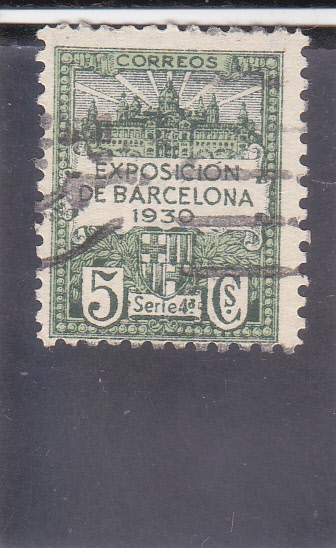 CORREOS
EXPOSICION
DE BARCELONA
1930
5 Cs.
Serie 4ª